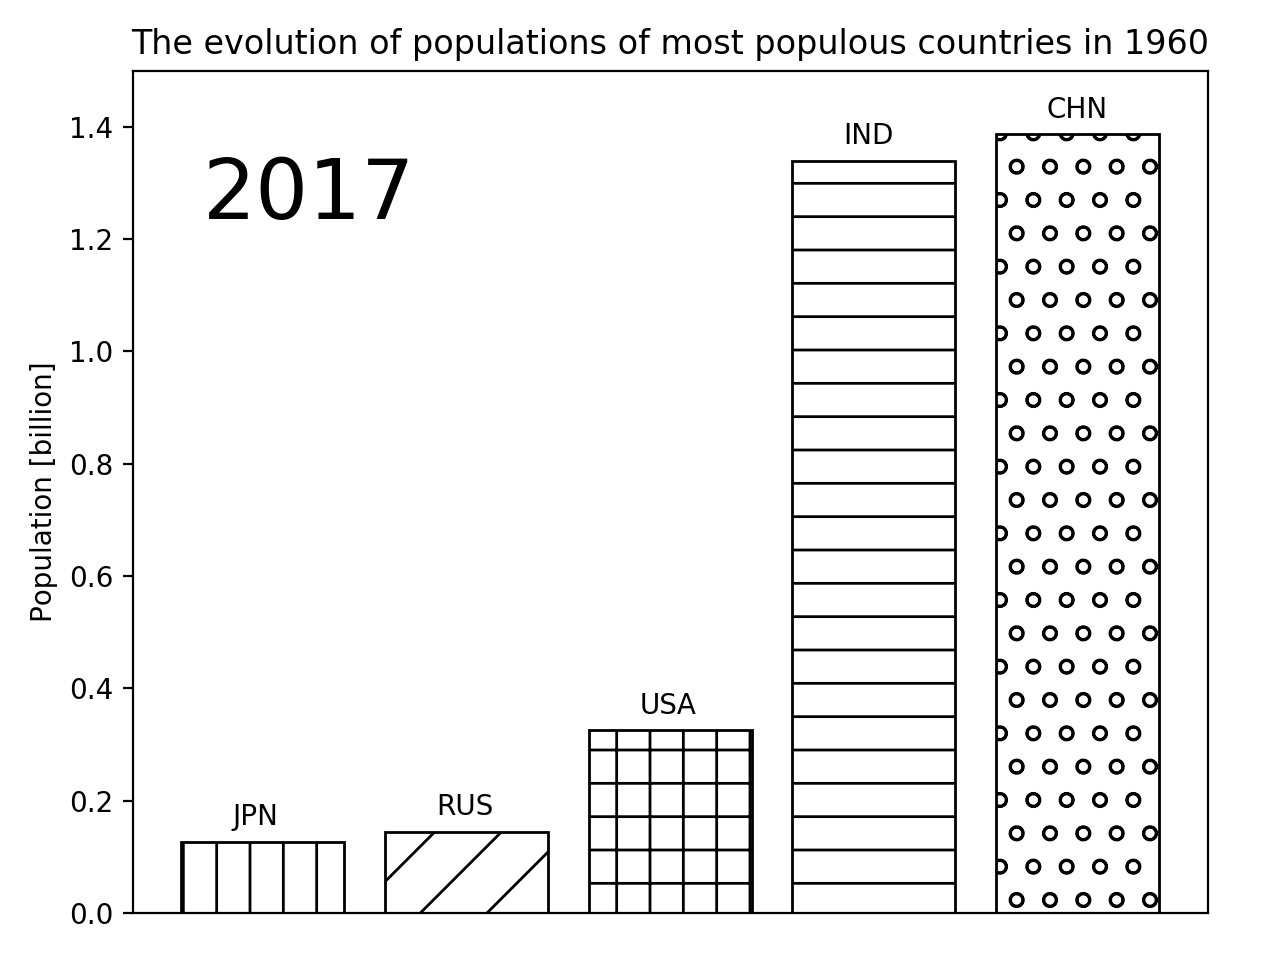 The evolution of populations of most populous countries in 1960
2017
Population [billion]
1.4
1.2
1.0
0.8
0.6
0.4
0.2
0.0
JPN
RUS
USA
IND
CHN